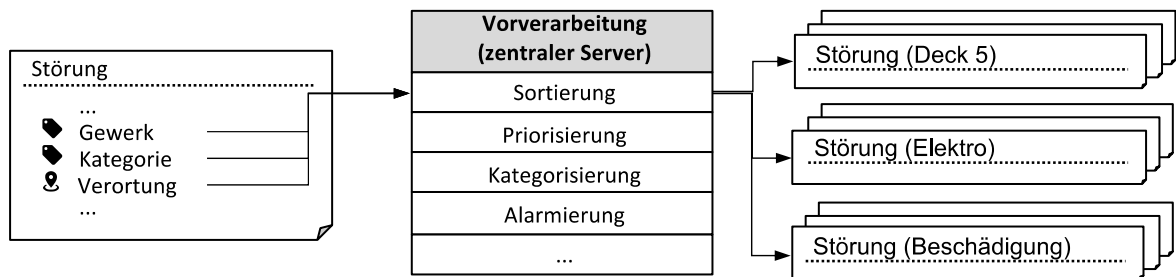 Störung
...
Gewerk
Kategorie
Verortung
...
Vorverarbeitung
(zentraler Server)
Sortierung
Priorisierung
Kategorisierung
Alarmierung
...
Störung (Deck 5)
Störung (Elektro)
Störung (Beschädigung)